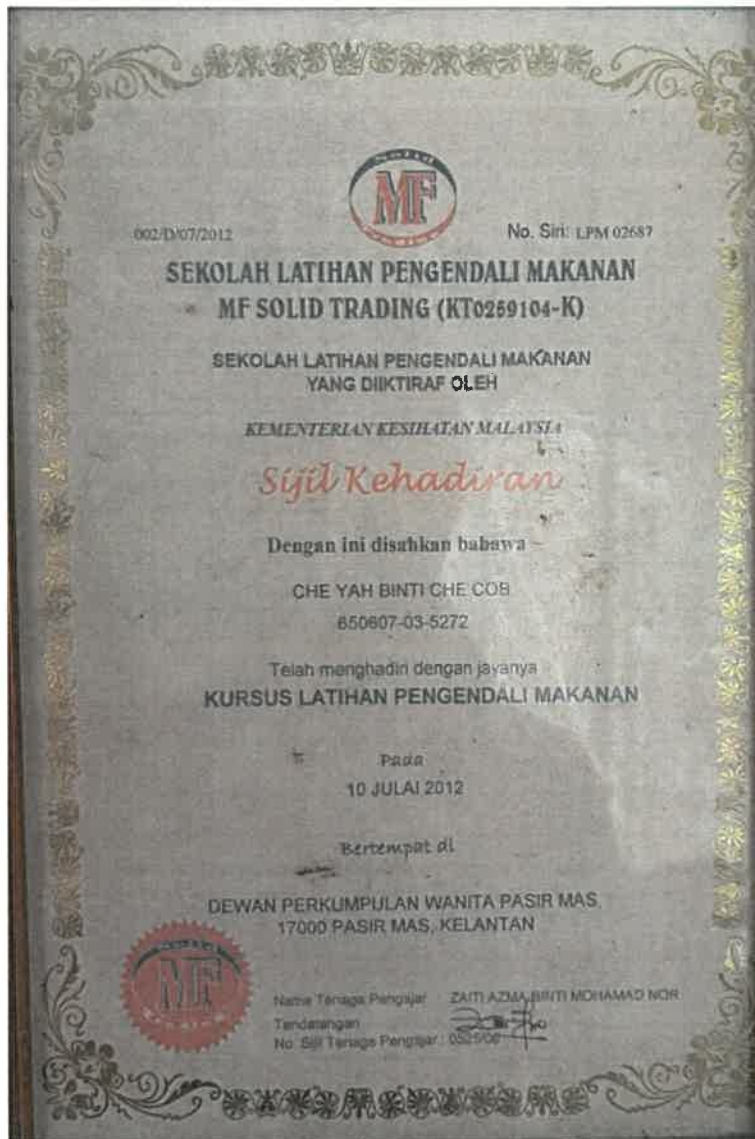 Solid
MF
Trading
002/D/07/2012
No. Siri: LPM 02687
SEKOLAH LATIHAN PENGENDALI MAKANAN
MF SOLID TRADING (KT0259104-K)
SEKOLAH LATIHAN PENGENDALI MAKANAN
YANG DIIKTIRAF OLEH
KEMENTERIAN KESIHATAN MALAYSIA
Sijil Kehadiran
Dengan ini disahkan bahawa
CHE YAH BINTI CHE COB
650607-03-5272
Telah menghadiri dengan jayanya
KURSUS LATIHAN PENGENDALI MAKANAN
Pada
10 JULAI 2012
Bertempat di
DEWAN PERKUMPULAN WANITA PASIR MAS,
17000 PASIR MAS, KELANTAN
Solid
MF
Trading
Nama Tenaga Pengajar : ZAITI AZMA BINTI MOHAMAD NOR
Tandatangan
No. Sijil Tenaga Pengajar :